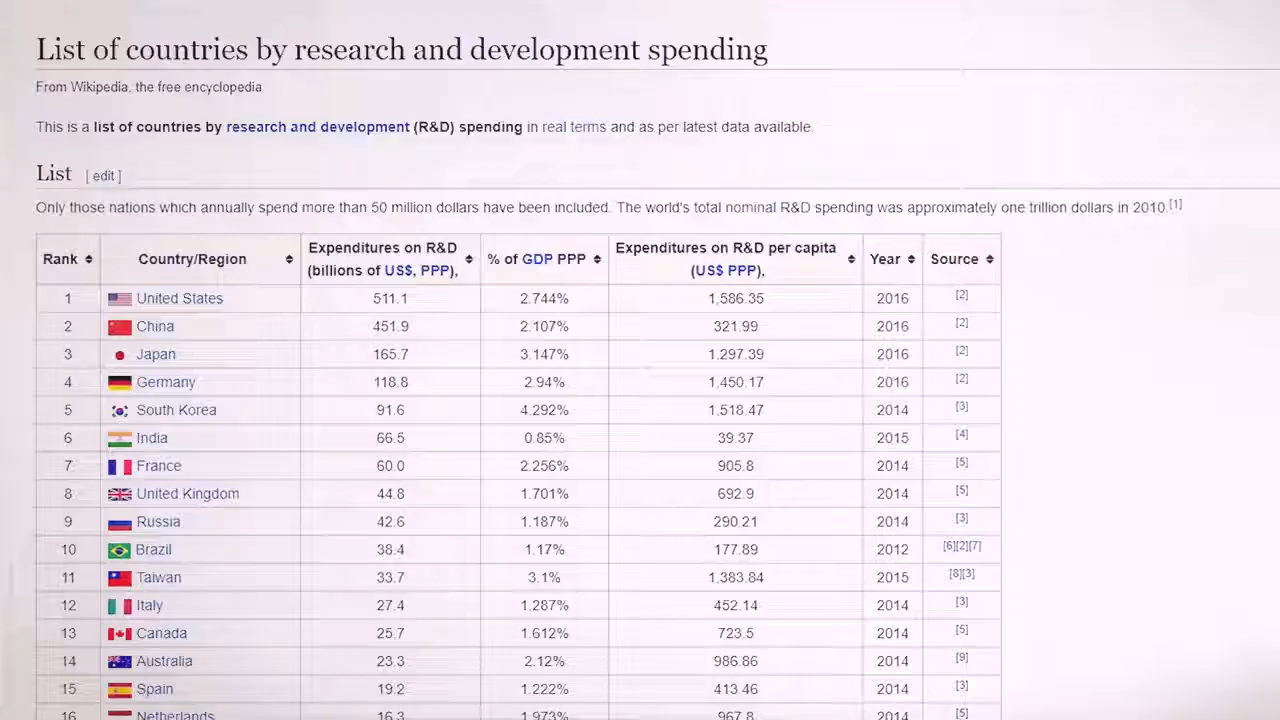 List of countries by research and development spending
From Wikipedia, the free encyclopedia
This is a list of countries by research and development (R&D) spending in real terms and as per latest data available.
List [ edit ]
Only those nations which annually spend more than 50 million dollars have been included. The world's total nominal R&D spending was approximately one trillion dollars in 2010.[1]
Rank Country/Region Expenditures on R&D (billions of US$, PPP), % of GDP PPP Expenditures on R&D per capita (US$ PPP), Year Source
1 United States 511.1 2.744% 1,586.35 2016 [2]
2 China 451.9 2.107% 321.99 2016 [2]
3 Japan 165.7 3.147% 1,297.39 2016 [2]
4 Germany 118.8 2.94% 1,450.17 2016 [2]
5 South Korea 91.6 4.292% 1,518.47 2014 [3]
6 India 66.5 0.85% 39.37 2015 [4]
7 France 60.0 2.256% 905.8 2014 [5]
8 United Kingdom 44.8 1.701% 692.9 2014 [5]
9 Russia 42.6 1.187% 290.21 2014 [3]
10 Brazil 38.4 1.17% 177.89 2012 [6][2][7]
11 Taiwan 33.7 3.1% 1,383.84 2015 [8][3]
12 Italy 27.4 1.287% 452.14 2014 [3]
13 Canada 25.7 1.612% 723.5 2014 [5]
14 Australia 23.3 2.12% 986.86 2014 [9]
15 Spain 19.2 1.222% 413.46 2014 [3]
16 Netherlands 16.3 1.973% 967.8 2014 [5]